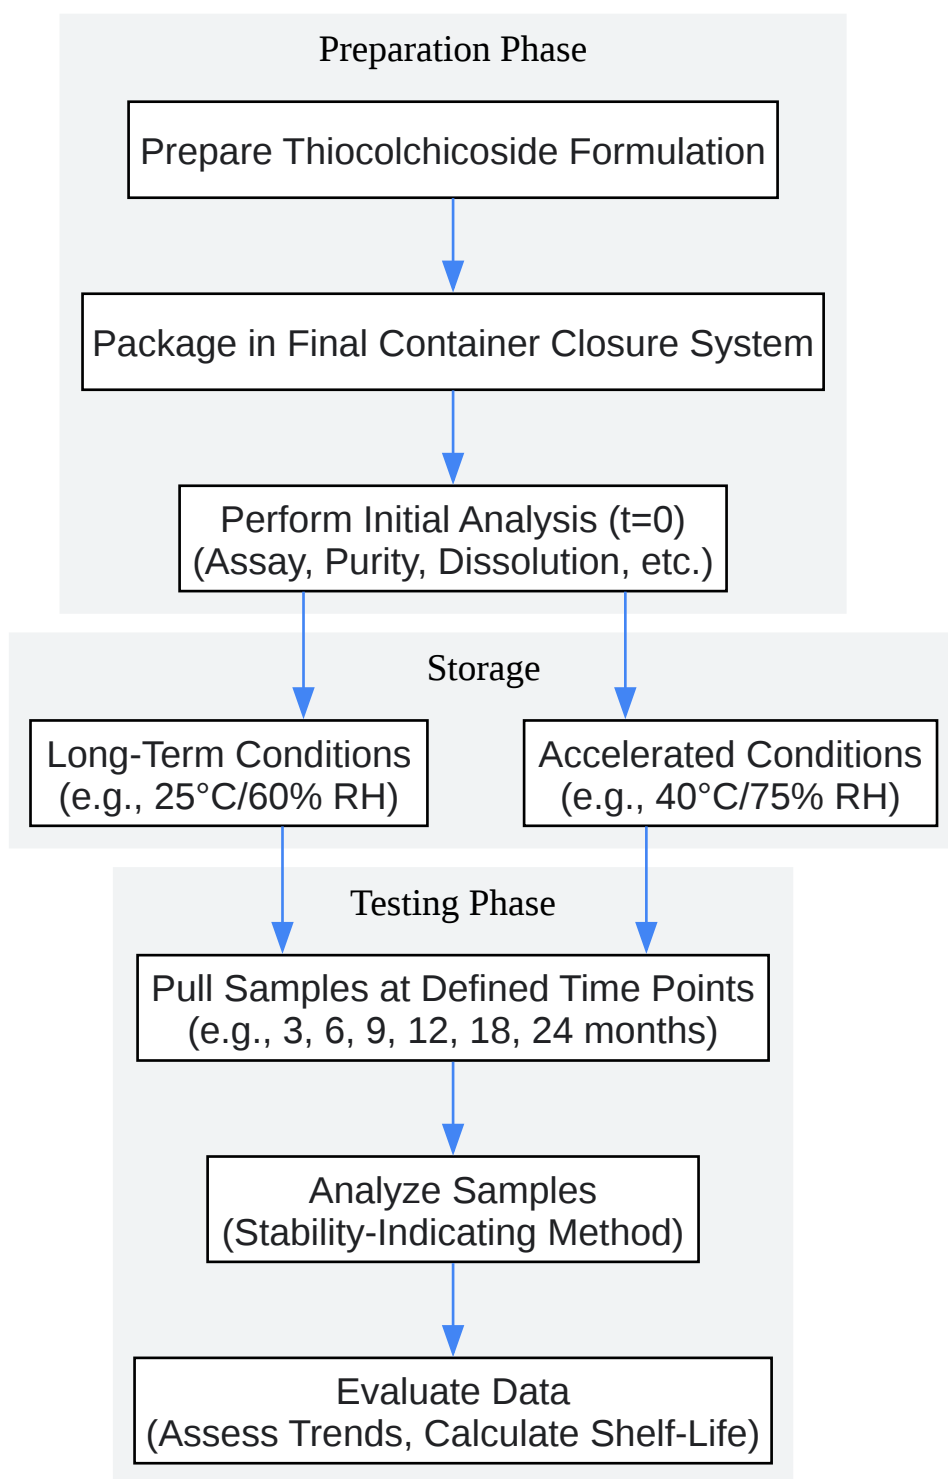 Preparation Phase
Prepare Thiocolchicoside Formulation
Package in Final Container Closure System
Perform Initial Analysis (t=0)
(Assay, Purity, Dissolution, etc.)
Storage
Long-Term Conditions
(e.g., 25°C/60% RH)
Accelerated Conditions
(e.g., 40°C/75% RH)
Testing Phase
Pull Samples at Defined Time Points
(e.g., 3, 6, 9, 12, 18, 24 months)
Analyze Samples
(Stability-Indicating Method)
Evaluate Data
(Assess Trends, Calculate Shelf-Life)